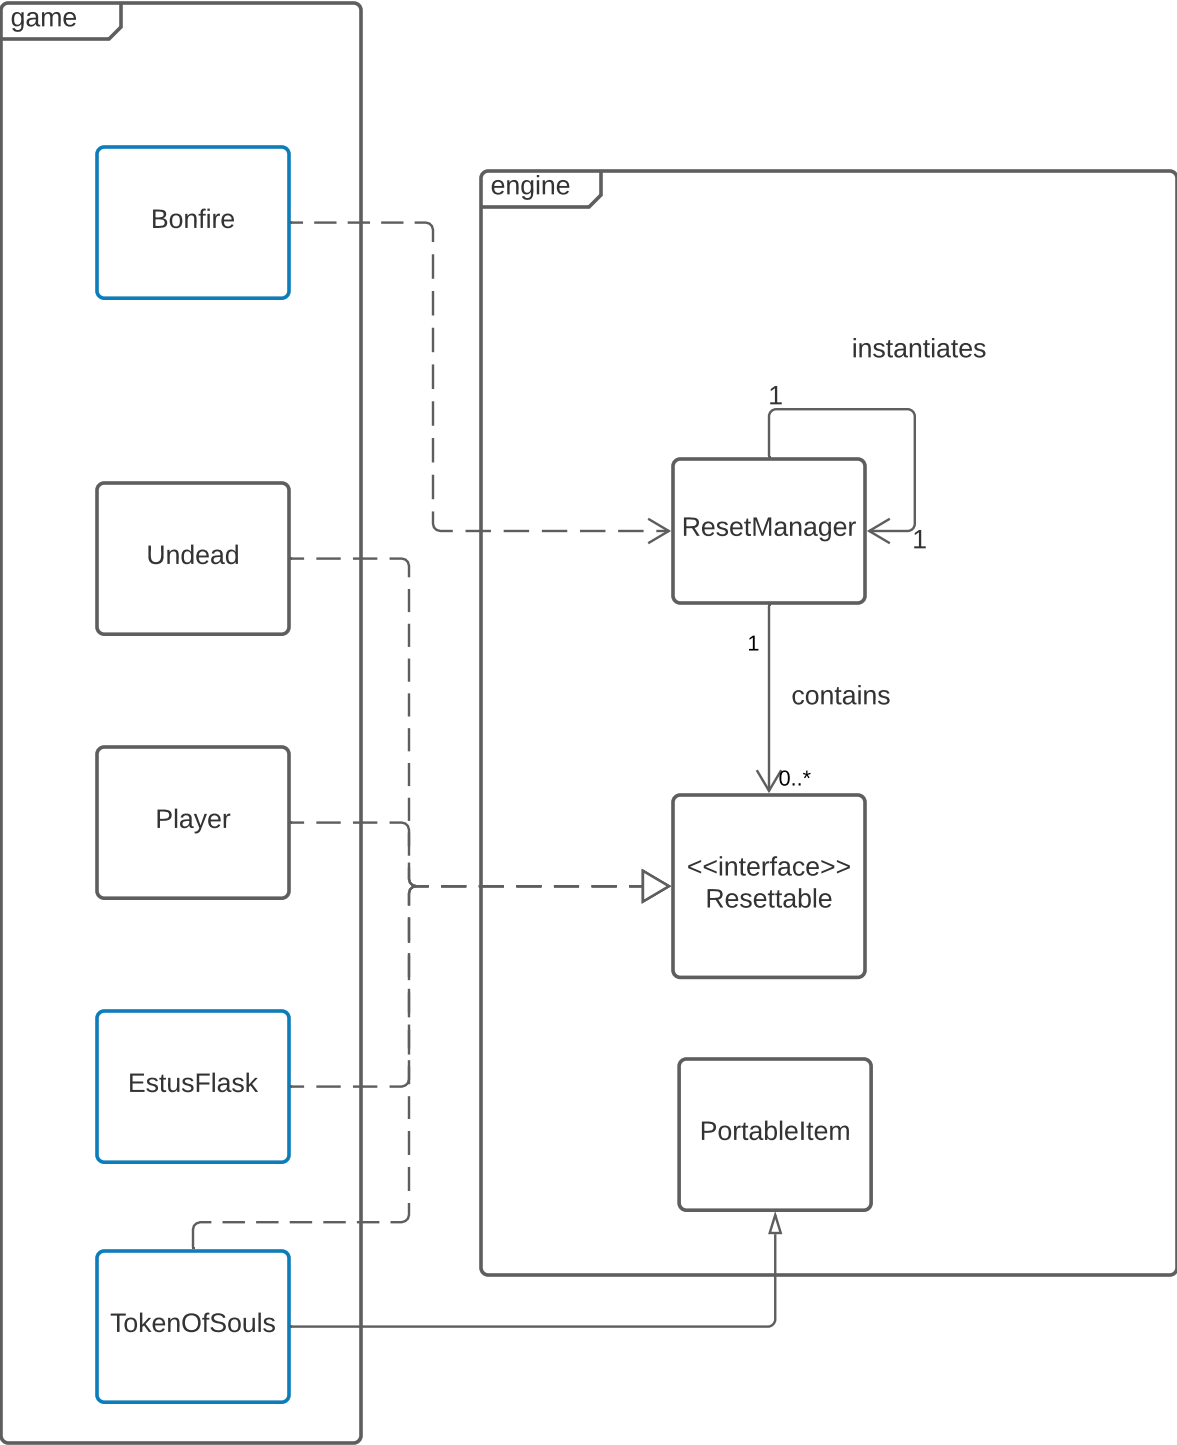 game
Bonfire
engine
instantiates
1
ResetManager
1
Undead
1
contains
0..*
Player
<<interface>>
Resettable
EstusFlask
PortableItem
TokenOfSouls